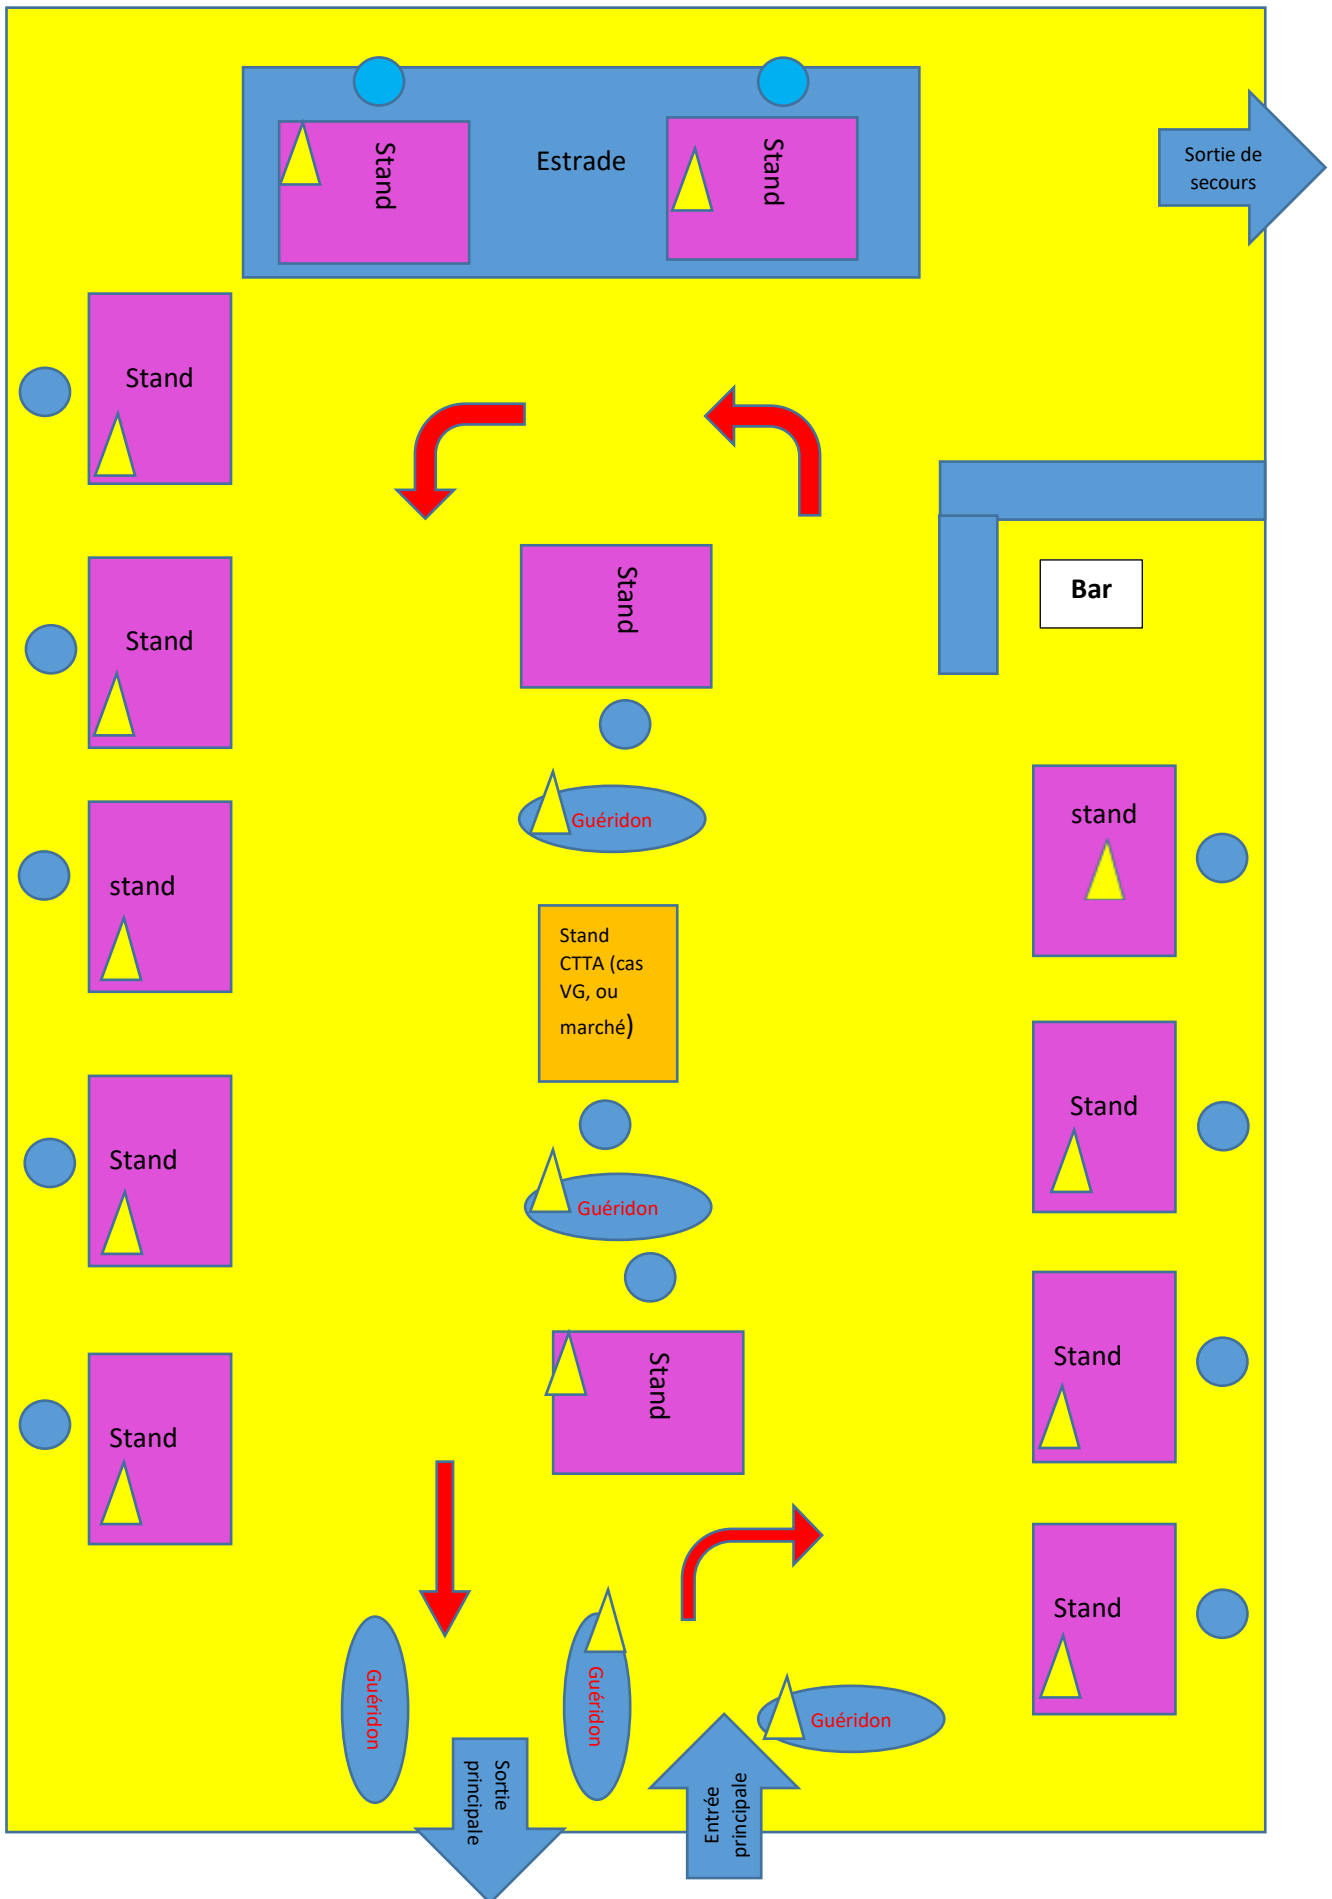 Stand
Estrade
Stand
Sortie de
secours
Stand
Stand
Bar
Stand
stand
Guéridon
stand
Stand
CTTA (cas
VG, ou
marché)
Stand
Stand
Guéridon
Stand
Stand
Stand
Stand
Guéridon
Guéridon
Guéridon
Sortie
principale
Entrée
principale